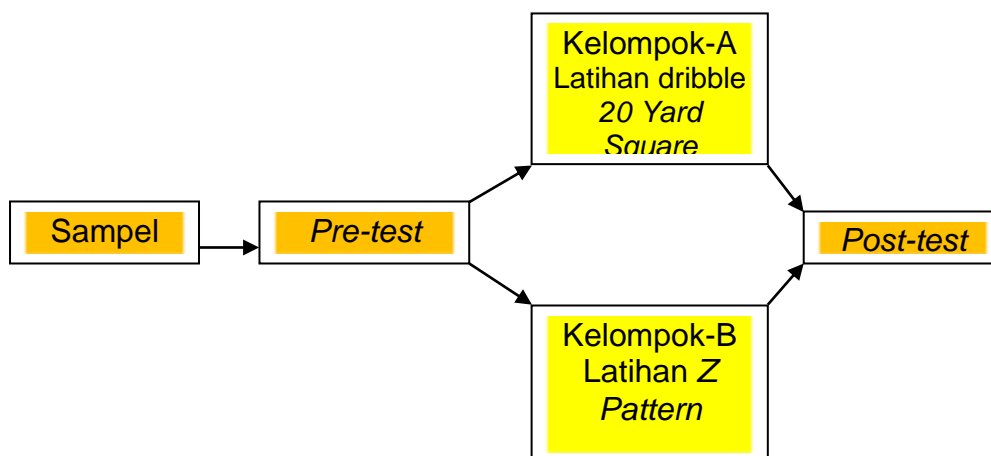 Sampel
Pre-test
Kelompok-A
Latihan dribble
20 Yard
Square
Kelompok-B
Latihan Z
Pattern
Post-test